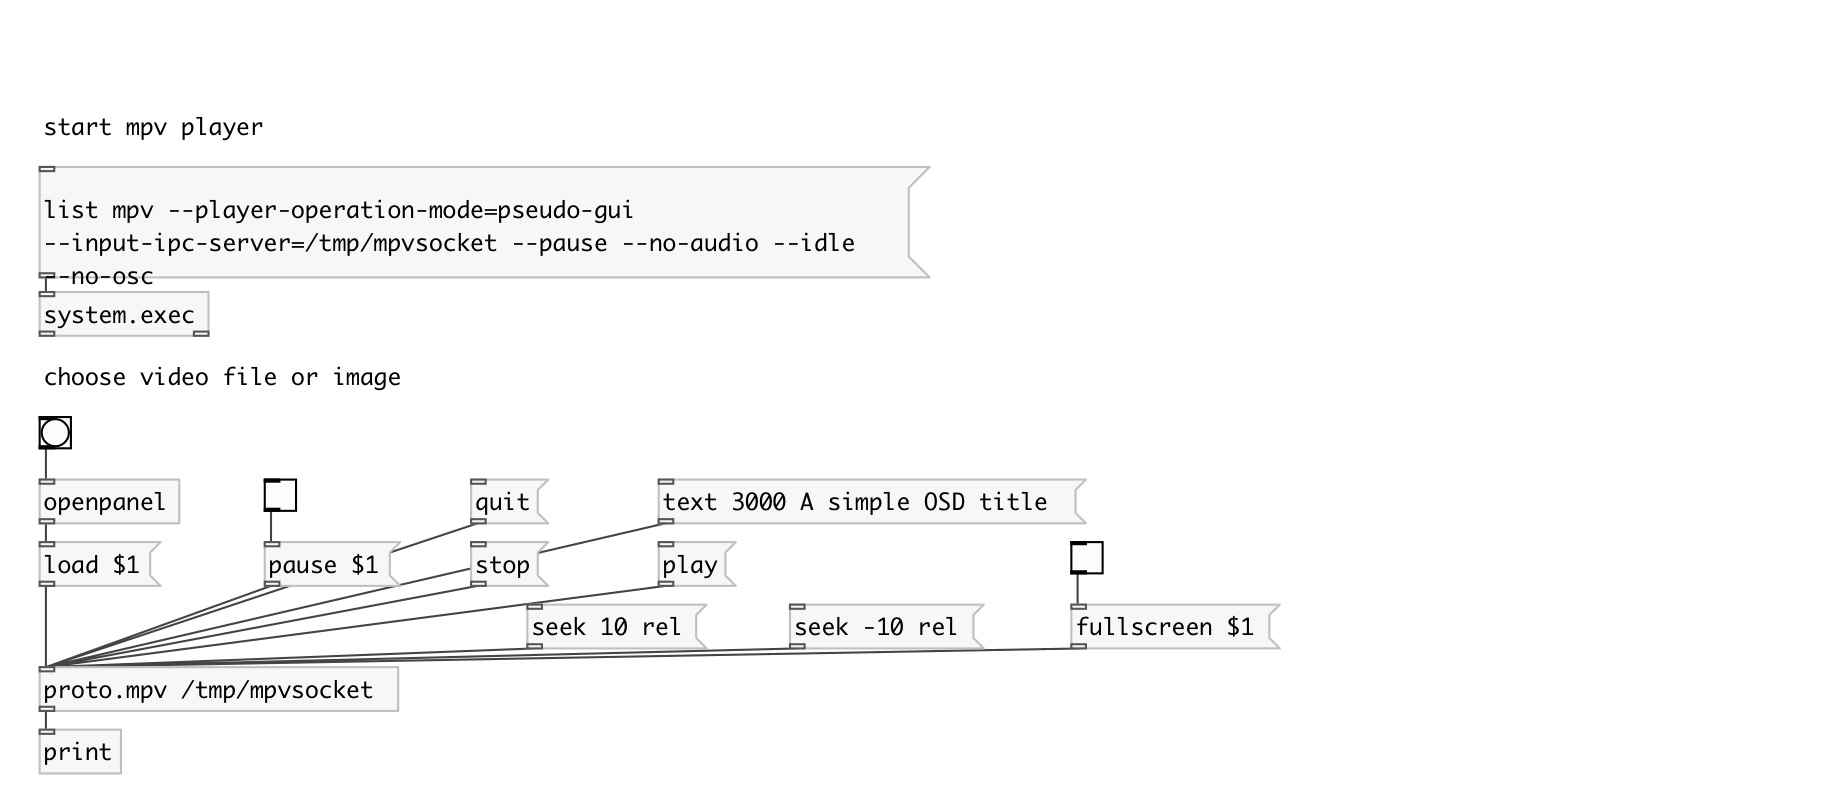 start mpv player
list mpv --player-operation-mode=pseudo-gui
--input-ipc-server=/tmp/mpvsocket --pause --no-audio --idle
--no-osc
system.exec
choose video file or image
openpanel
quit
text 3000 A simple OSD title
load $1
pause $1
stop
play
seek 10 rel
seek -10 rel
fullscreen $1
proto.mpv /tmp/mpvsocket
print